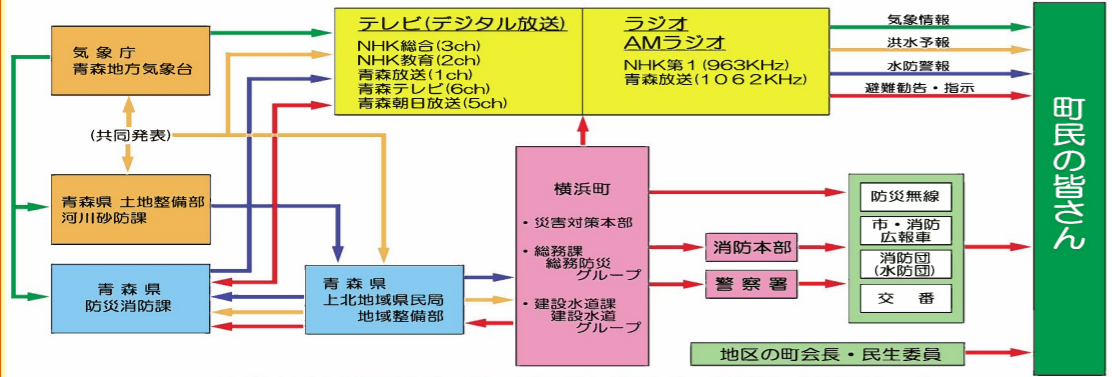 気象庁
青森地方気象台
(共同発表)
青森県 土地整備部
河川砂防課
青森県
防災消防課
青森県
上北地域県民局
地域整備部
テレビ(デジタル放送)
NHK総合(3ch)
NHK教育(2ch)
青森放送(1ch)
青森テレビ(6ch)
青森朝日放送(5ch)
ラジオ
AMラジオ
NHK第1(963KHz)
青森放送(1062KHz)
横浜町
・災害対策本部
・総務課
総務防災
グループ
・建設水道課
建設水道
グループ
消防本部
警察署
防災無線
市・消防
広報車
消防団
(水防団)
交番
地区の町会長・民生委員
気象情報
洪水予報
水防警報
避難勧告・指示
町民の皆さん